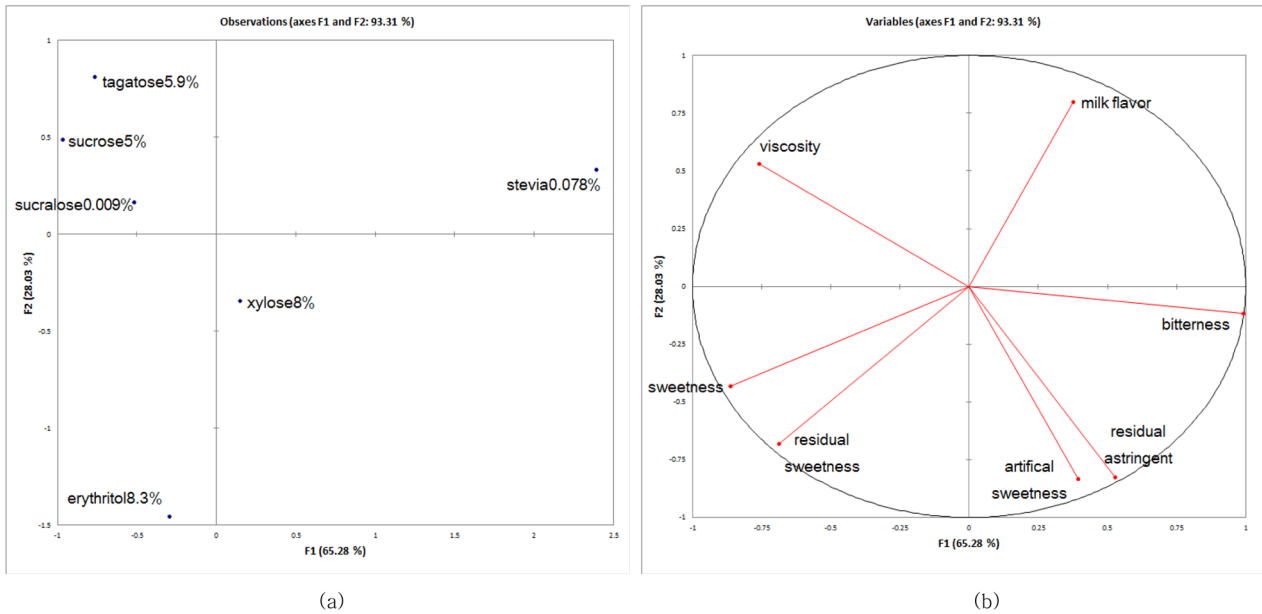 Observations (axes F1 and F2: 93.31 %)
1
tagatose5.9%
0.5
sucrose5%
stevia0.078%
sucralose0.009%
0
xylose8%
-0.5
-1
erythritol8.3%
-1.5
-1
-0.5
0
0.5
1
1.5
2
2.5
F2 (28.03 %)
F1 (65.28 %)
(a)
Variables (axes F1 and F2: 93.31 %)
1
milk flavor
0.75
viscosity
0.5
0.25
0
bitterness
-0.25
sweetness
-0.5
residual
sweetness
residual
astringent
artifical
sweetness
-0.75
-1
-1
-0.75
-0.5
-0.25
0
0.25
0.5
0.75
1
F2 (28.03 %)
F1 (65.28 %)
(b)